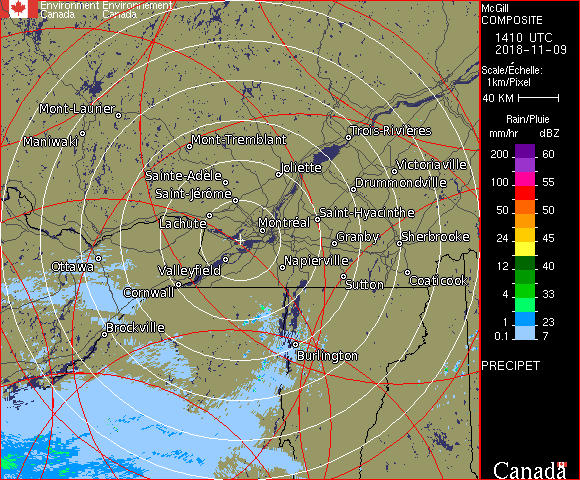 Environment Environnement
Canada Canada
McGill
COMPOSITE
1410 UTC
2018-11-09
Scale/Échelle:
1km/Pixel
40 KM
Rain/Pluie
mm/hr dBZ
200 60
100 55
50 50
24 45
12 40
4 33
1 23
0.1 7
PRECIPET
Canada
Mont-Laurier
Maniwaki
Mont-Tremblant
Trois-Rivières
Joliette
Victoriaville
Sainte-Adèle
Drummondville
Saint-Jérôme
Saint-Hyacinthe
Lachute
Montréal
Granby
Sherbrooke
Ottawa
Valleyfield
Napierville
Sutton
Coaticook
Cornwall
Brockville
Burlington